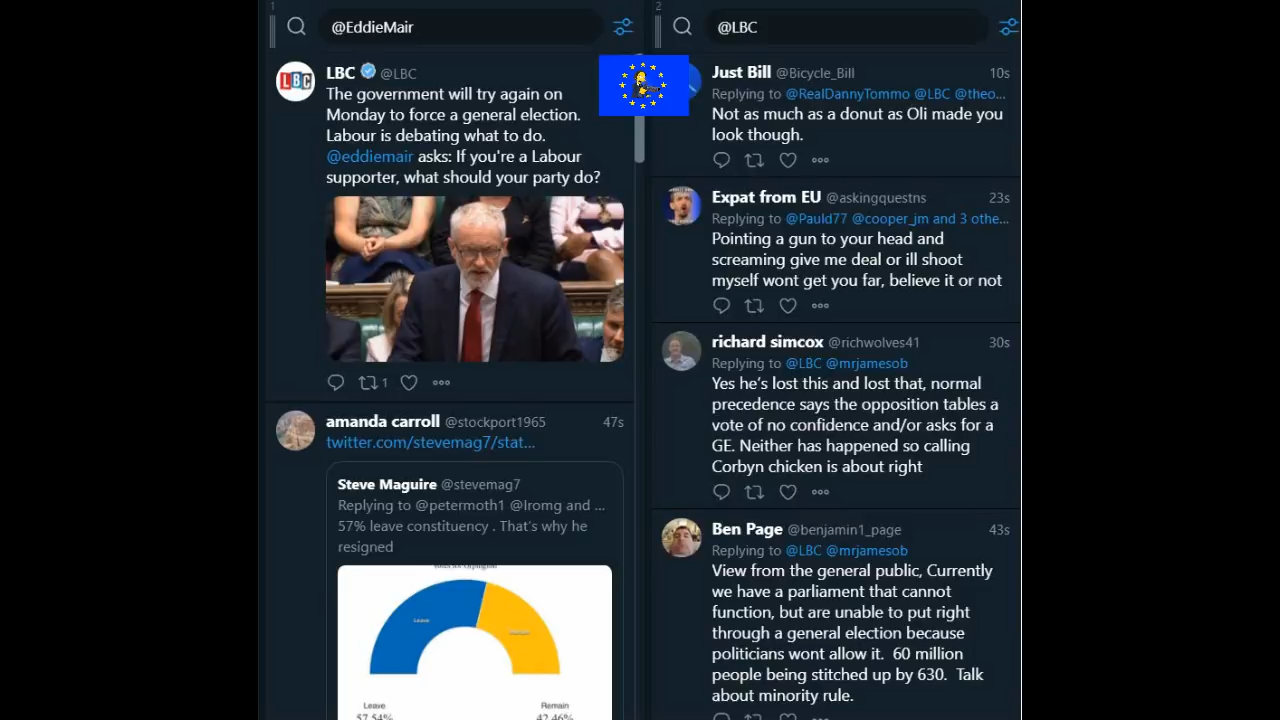 1
@EddieMair
LBC @LBC
LBC
The government will try again on
Monday to force a general election.
Labour is debating what to do.
@eddiemair asks: If you're a Labour
supporter, what should your party do?
1
amanda carroll @stockport1965 47s
twitter.com/stevemag7/stat...
Steve Maguire @stevemag7
Replying to @petermoth1 @Iromg and ...
57% leave constituency . That's why he
resigned
Leave
Remain
Leave
57.54%
Remain
42.46%
2
@LBC
Just Bill @Bicycle_Bill 10s
Replying to @RealDannyTommo @LBC @theo...
Not as much as a donut as Oli made you
look though.
Expat from EU @askingquestns 23s
Replying to @Pauld77 @cooper_jm and 3 othe...
Pointing a gun to your head and
screaming give me deal or ill shoot
myself wont get you far, believe it or not
richard simcox @richwolves41 30s
Replying to @LBC @mrjamesob
Yes he's lost this and lost that, normal
precedence says the opposition tables a
vote of no confidence and/or asks for a
GE. Neither has happened so calling
Corbyn chicken is about right
Ben Page @benjamin1_page 43s
Replying to @LBC @mrjamesob
View from the general public, Currently
we have a parliament that cannot
function, but are unable to put right
through a general election because
politicians wont allow it. 60 million
people being stitched up by 630. Talk
about minority rule.